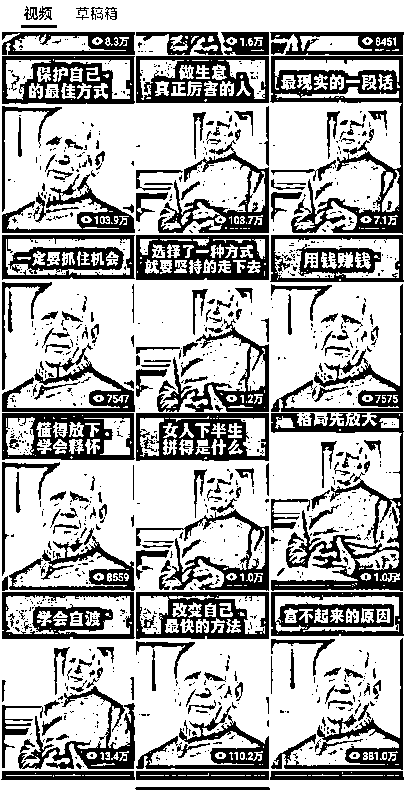 视频 草稿箱
8.3万 1.6万 8451
保护自己
的最佳方式
做生意
真正厉害的人
最现实的一段话
103.9万 103.7万 7.1万
一定要抓住机会
选择了一种方式
就要坚持的走下去
用钱赚钱
7547 1.2万 7575
值得放下
学会释怀
女人下半生
拼得是什么
格局先放大
8559 1.0万 1.0万
学会自渡
改变自己
最快的方法
富不起来的原因
13.4万 110.2万 381.0万